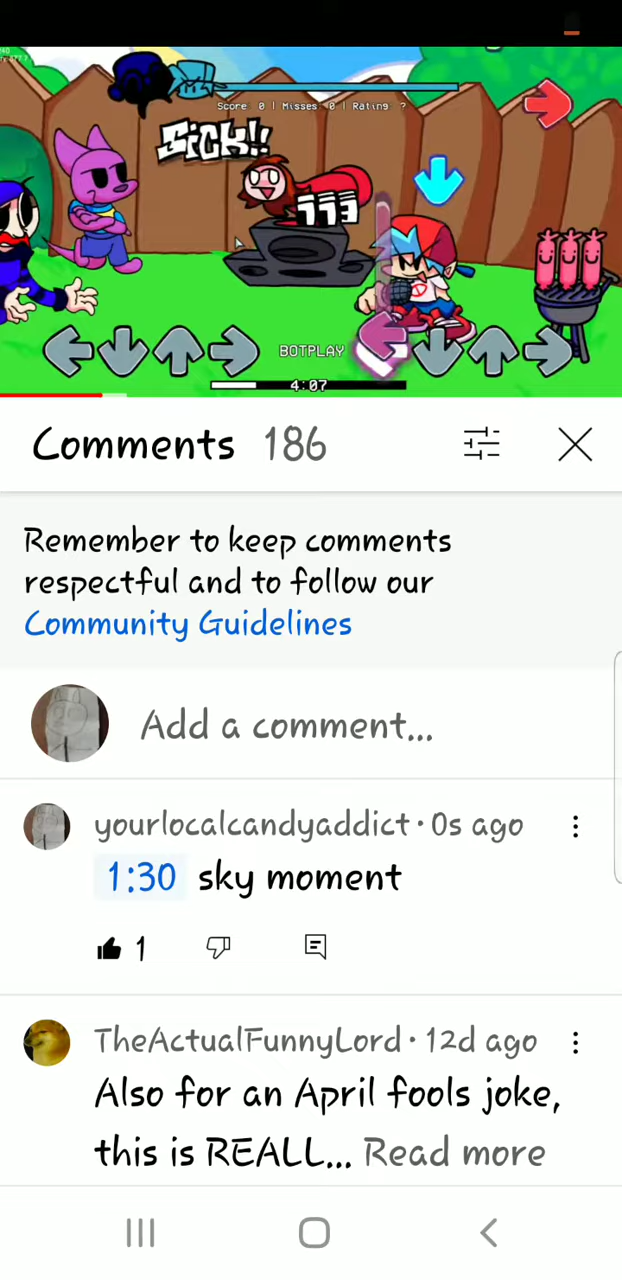 Score: 0 | Misses: 0 | Rating: ?
SiCK!!
113
BOTPLAY
4:07
Comments 186
Remember to keep comments
respectful and to follow our
Community Guidelines
Add a comment...
yourlocalcandyaddict · 0s ago
1:30 sky moment
1
TheActualFunnyLord · 12d ago
Also for an April fools joke,
this is REALL... Read more